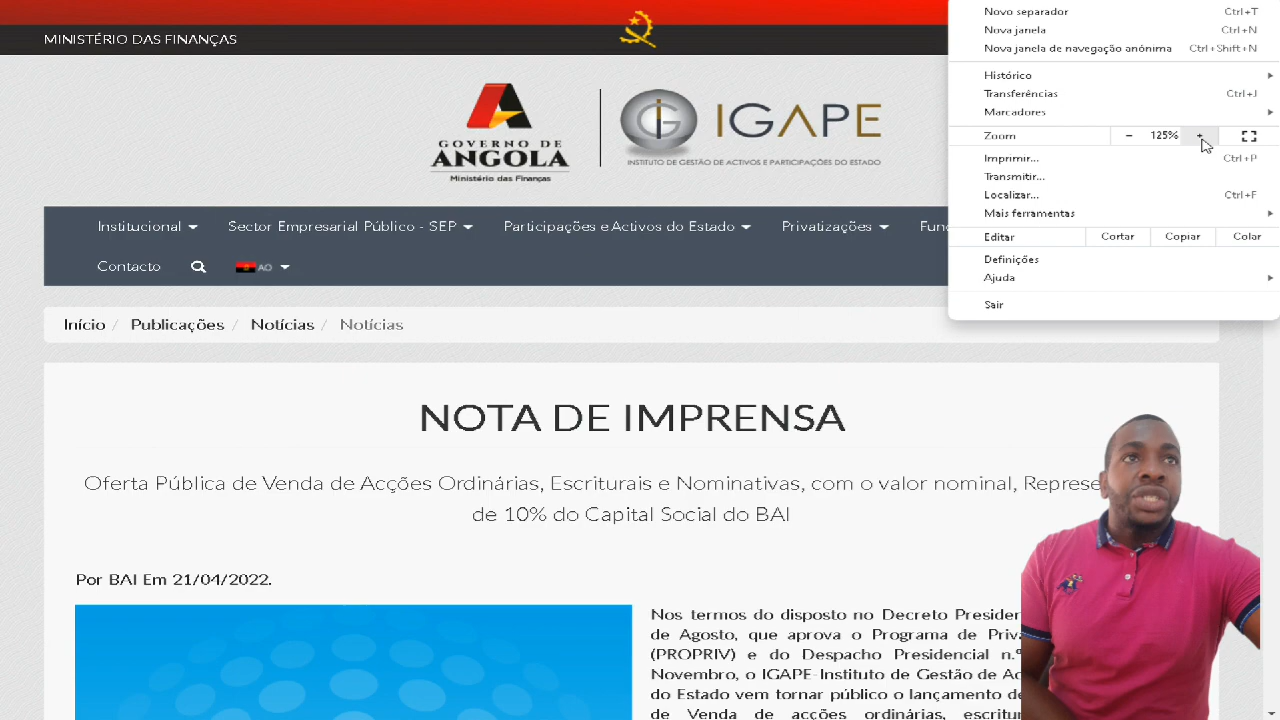 MINISTÉRIO DAS FINANÇAS
GOVERNO DE
ANGOLA
Ministério das Finanças
IGAPE
INSTITUTO DE GESTÃO DE ACTIVOS E PARTICIPAÇÕES DO ESTADO
Institucional
Sector Empresarial Público - SEP
Participações e Activos do Estado
Privatizações
Contacto
AO
Novo separador Ctrl+T
Nova janela Ctrl+N
Nova janela de navegação anónima Ctrl+Shift+N
Histórico
Transferências Ctrl+J
Marcadores
Zoom - 125% +
Imprimir... Ctrl+P
Transmitir...
Localizar... Ctrl+F
Mais ferramentas
Editar Cortar Copiar Colar
Definições
Ajuda
Sair
Início / Publicações / Notícias / Notícias
NOTA DE IMPRENSA
Oferta Pública de Venda de Acções Ordinárias, Escriturais e Nominativas, com o valor nominal, Represe
de 10% do Capital Social do BAI
Por BAI Em 21/04/2022.
Nos termos do disposto no Decreto Presiden
de Agosto, que aprova o Programa de Priva
(PROPRIV) e do Despacho Presidencial n.º
Novembro, o IGAPE-Instituto de Gestão de Ac
do Estado vem tornar público o lançamento de
de Venda de acções ordinárias, escritur